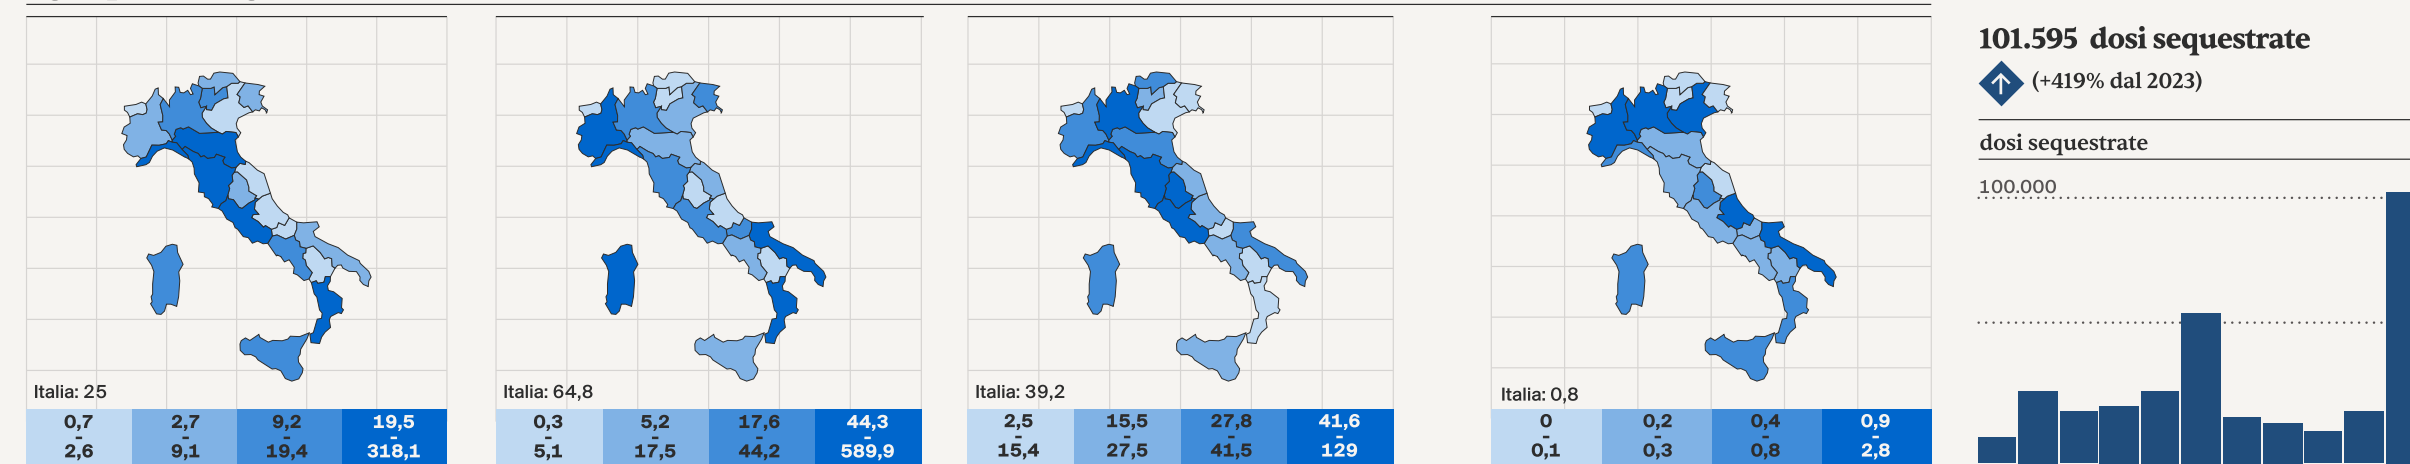 Italia: 25
0,7 - 2,6
2,7 - 9,1
9,2 - 19,4
19,5 - 318,1
Italia: 64,8
0,3 - 5,1
5,2 - 17,5
17,6 - 44,2
44,3 - 589,9
Italia: 39,2
2,5 - 15,4
15,5 - 27,5
27,8 - 41,5
41,6 - 129
Italia: 0,8
0 - 0,1
0,2 - 0,3
0,4 - 0,8
0,9 - 2,8
101.595 dosi sequestrate
(+419% dal 2023)
dosi sequestrate
100.000